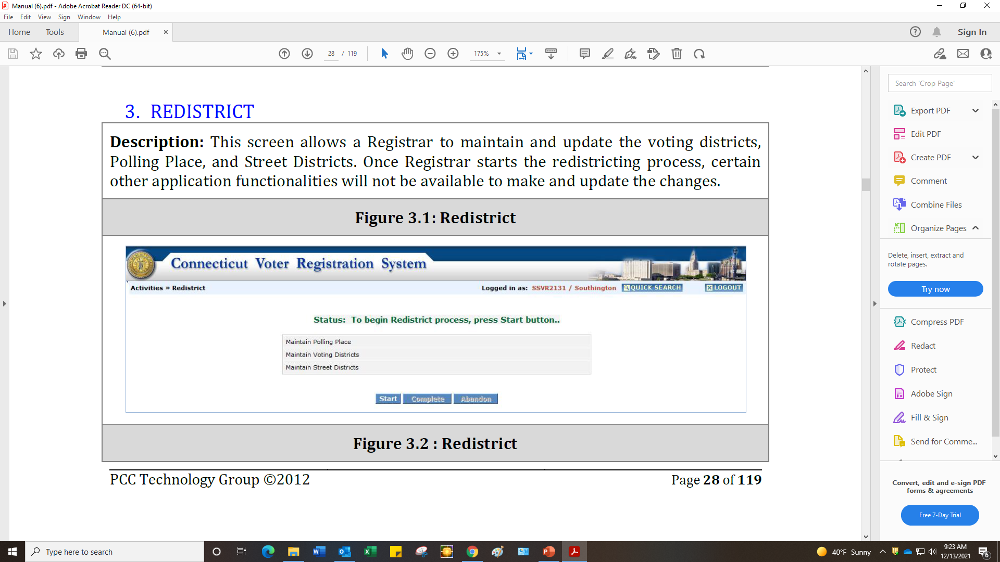 Manual (6).pdf - Adobe Acrobat Reader DC (64-bit)
File Edit View Sign Window Help
Home Tools Manual (6).pdf × Sign In
28 / 119 175%
3. REDISTRICT
Description: This screen allows a Registrar to maintain and update the voting districts,
Polling Place, and Street Districts. Once Registrar starts the redistricting process, certain
other application functionalities will not be available to make and update the changes.
Figure 3.1: Redistrict
Connecticut Voter Registration System
Activities » Redistrict Logged in as: SSVR2131 / Southington QUICK SEARCH LOGOUT
Status: To begin Redistrict process, press Start button..
Maintain Polling Place
Maintain Voting Districts
Maintain Street Districts
Start Complete Abandon
Figure 3.2 : Redistrict
PCC Technology Group ©2012 Page 28 of 119
Search 'Crop Page'
Export PDF
Edit PDF
Create PDF
Comment
Combine Files
Organize Pages
Delete, insert, extract and
rotate pages.
Try now
Compress PDF
Redact
Protect
Adobe Sign
Fill & Sign
Send for Comme...
Convert, edit and e-sign PDF
forms & agreements
Free 7-Day Trial
Type here to search
40°F Sunny
9:23 AM
12/13/2021
6